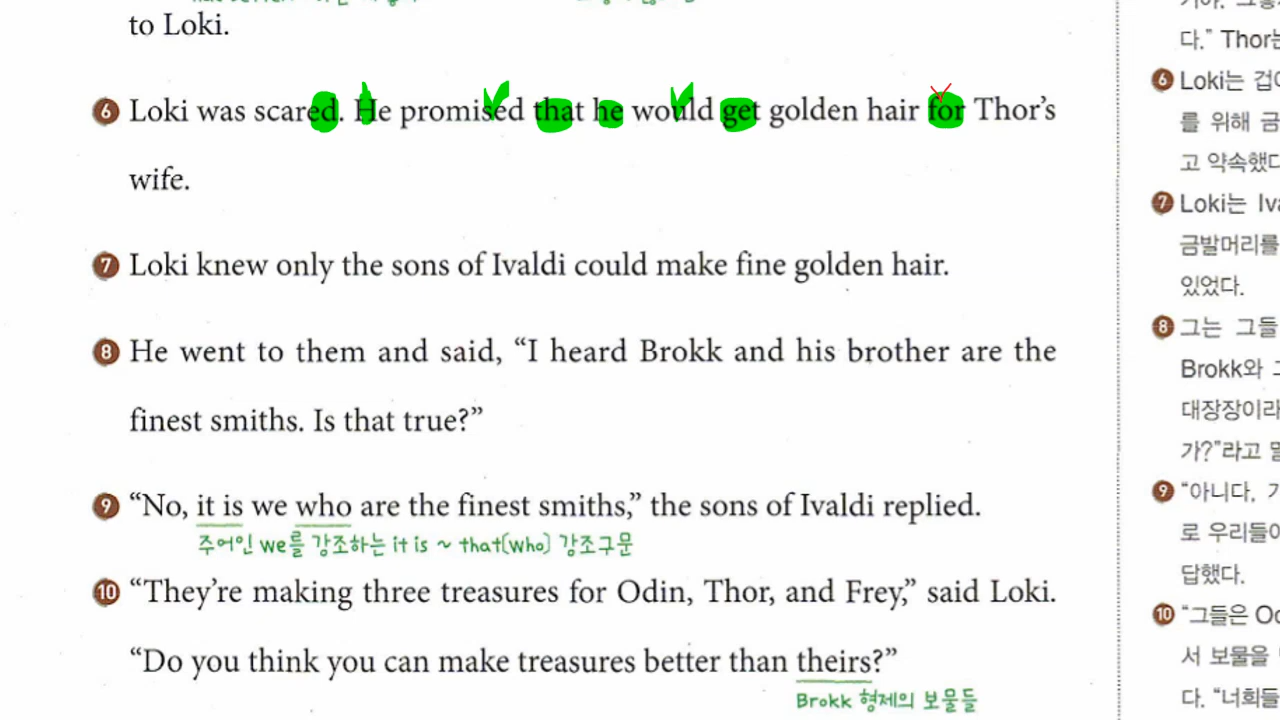 to Loki.
6 Loki was scared. He promised that he would get golden hair for Thor's
wife.
7 Loki knew only the sons of Ivaldi could make fine golden hair.
8 He went to them and said, “I heard Brokk and his brother are the
finest smiths. Is that true?”
9 “No, it is we who are the finest smiths,” the sons of Ivaldi replied.
주어인 we를 강조하는 it is ~ that(who) 강조구문
10 “They're making three treasures for Odin, Thor, and Frey,” said Loki.
“Do you think you can make treasures better than theirs?”
Brokk 형제의 보물들
다.” Thor는
6 Loki는 겁이
를 위해 금
고 약속했다
7 Loki는 Iva
금발머리를
있었다.
8 그는 그들
Brokk와 그
대장장이라
가?”라고 말
9 “아니다, 
로 우리들이
답했다.
10 “그들은 Od
서 보물을
다. “너희들